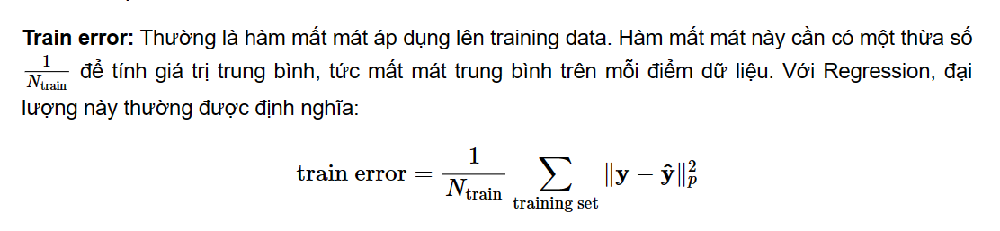 Train error: Thường là hàm mất mát áp dụng lên training data. Hàm mất mát này cần có một thừa số
\frac{1}{N_{\text{train}}} để tính giá trị trung bình, tức mất mát trung bình trên mỗi điểm dữ liệu. Với Regression, đại
lượng này thường được định nghĩa:
\text{train error} = \frac{1}{N_{\text{train}}} \sum_{\text{training set}} \|\mathbf{y} - \hat{\mathbf{y}}\|_p^2